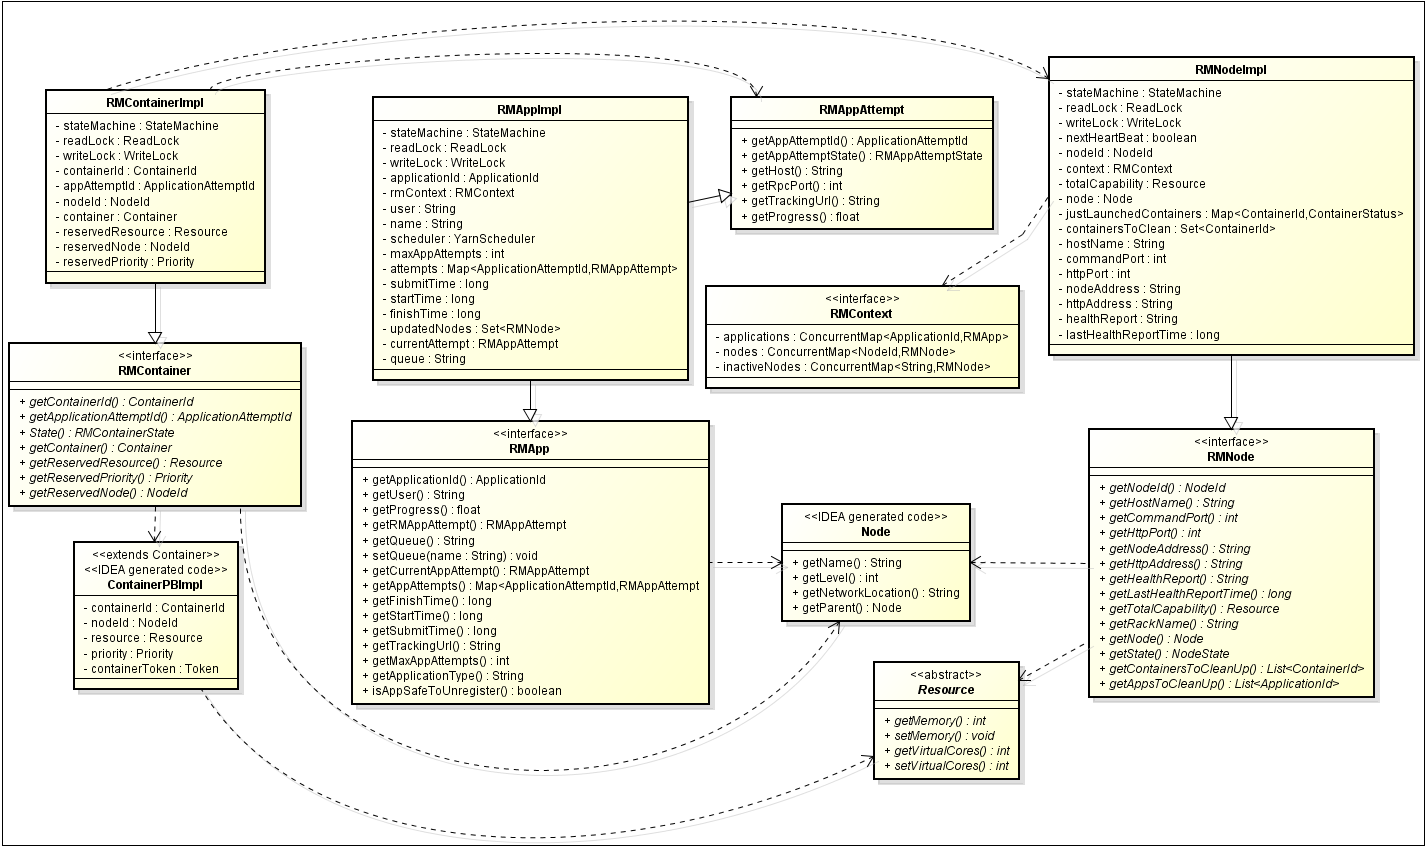 RMContainerImpl
- stateMachine : StateMachine
- readLock : ReadLock
- writeLock : WriteLock
- containerId : ContainerId
- appAttemptId : ApplicationAttemptId
- nodeId : NodeId
- container : Container
- reservedResource : Resource
- reservedNode : NodeId
- reservedPriority : Priority
RMAppImpl
- stateMachine : StateMachine
- readLock : ReadLock
- writeLock : WriteLock
- applicationId : ApplicationId
- rmContext : RMContext
- user : String
- name : String
- scheduler : YarnScheduler
- maxAppAttempts : int
- attempts : Map<ApplicationAttemptId,RMAppAttempt>
- submitTime : long
- startTime : long
- finishTime : long
- updatedNodes : Set<RMNode>
- currentAttempt : RMAppAttempt
- queue : String
RMAppAttempt
+ getAppAttemptId() : ApplicationAttemptId
+ getAppAttemptState() : RMAppAttemptState
+ getHost() : String
+ getRpcPort() : int
+ getTrackingUrl() : String
+ getProgress() : float
RMNodeImpl
- stateMachine : StateMachine
- readLock : ReadLock
- writeLock : WriteLock
- nextHeartBeat : boolean
- nodeId : NodeId
- context : RMContext
- totalCapability : Resource
- node : Node
- justLaunchedContainers : Map<ContainerId,ContainerStatus>
- containersToClean : Set<ContainerId>
- hostName : String
- commandPort : int
- httpPort : int
- nodeAddress : String
- httpAddress : String
- healthReport : String
- lastHealthReportTime : long
<<interface>>
RMContext
- applications : ConcurrentMap<ApplicationId,RMApp>
- nodes : ConcurrentMap<NodeId,RMNode>
- inactiveNodes : ConcurrentMap<String,RMNode>
<<interface>>
RMContainer
+ getContainerId() : ContainerId
+ getApplicationAttemptId() : ApplicationAttemptId
+ State() : RMContainerState
+ getContainer() : Container
+ getReservedResource() : Resource
+ getReservedPriority() : Priority
+ getReservedNode() : NodeId
<<interface>>
RMApp
+ getApplicationId() : ApplicationId
+ getUser() : String
+ getProgress() : float
+ getRMAppAttempt() : RMAppAttempt
+ getQueue() : String
+ setQueue(name : String) : void
+ getCurrentAppAttempt() : RMAppAttempt
+ getAppAttempts() : Map<ApplicationAttemptId,RMAppAttempt
+ getFinishTime() : long
+ getStartTime() : long
+ getSubmitTime() : long
+ getTrackingUrl() : String
+ getMaxAppAttempts() : int
+ getApplicationType() : String
+ isAppSafeToUnregister() : boolean
<<interface>>
RMNode
+ getNodeId() : NodeId
+ getHostName() : String
+ getCommandPort() : int
+ getHttpPort() : int
+ getNodeAddress() : String
+ getHttpAddress() : String
+ getHealthReport() : String
+ getLastHealthReportTime() : long
+ getTotalCapability() : Resource
+ getRackName() : String
+ getNode() : Node
+ getState() : NodeState
+ getContainersToCleanUp() : List<ContainerId>
+ getAppsToCleanUp() : List<ApplicationId>
<<IDEA generated code>>
Node
+ getName() : String
+ getLevel() : int
+ getNetworkLocation() : String
+ getParent() : Node
<<extends Container>>
<<IDEA generated code>>
ContainerPBImpl
- containerId : ContainerId
- nodeId : NodeId
- resource : Resource
- priority : Priority
- containerToken : Token
<<abstract>>
Resource
+ getMemory() : int
+ setMemory() : void
+ getVirtualCores() : int
+ setVirtualCores() : int